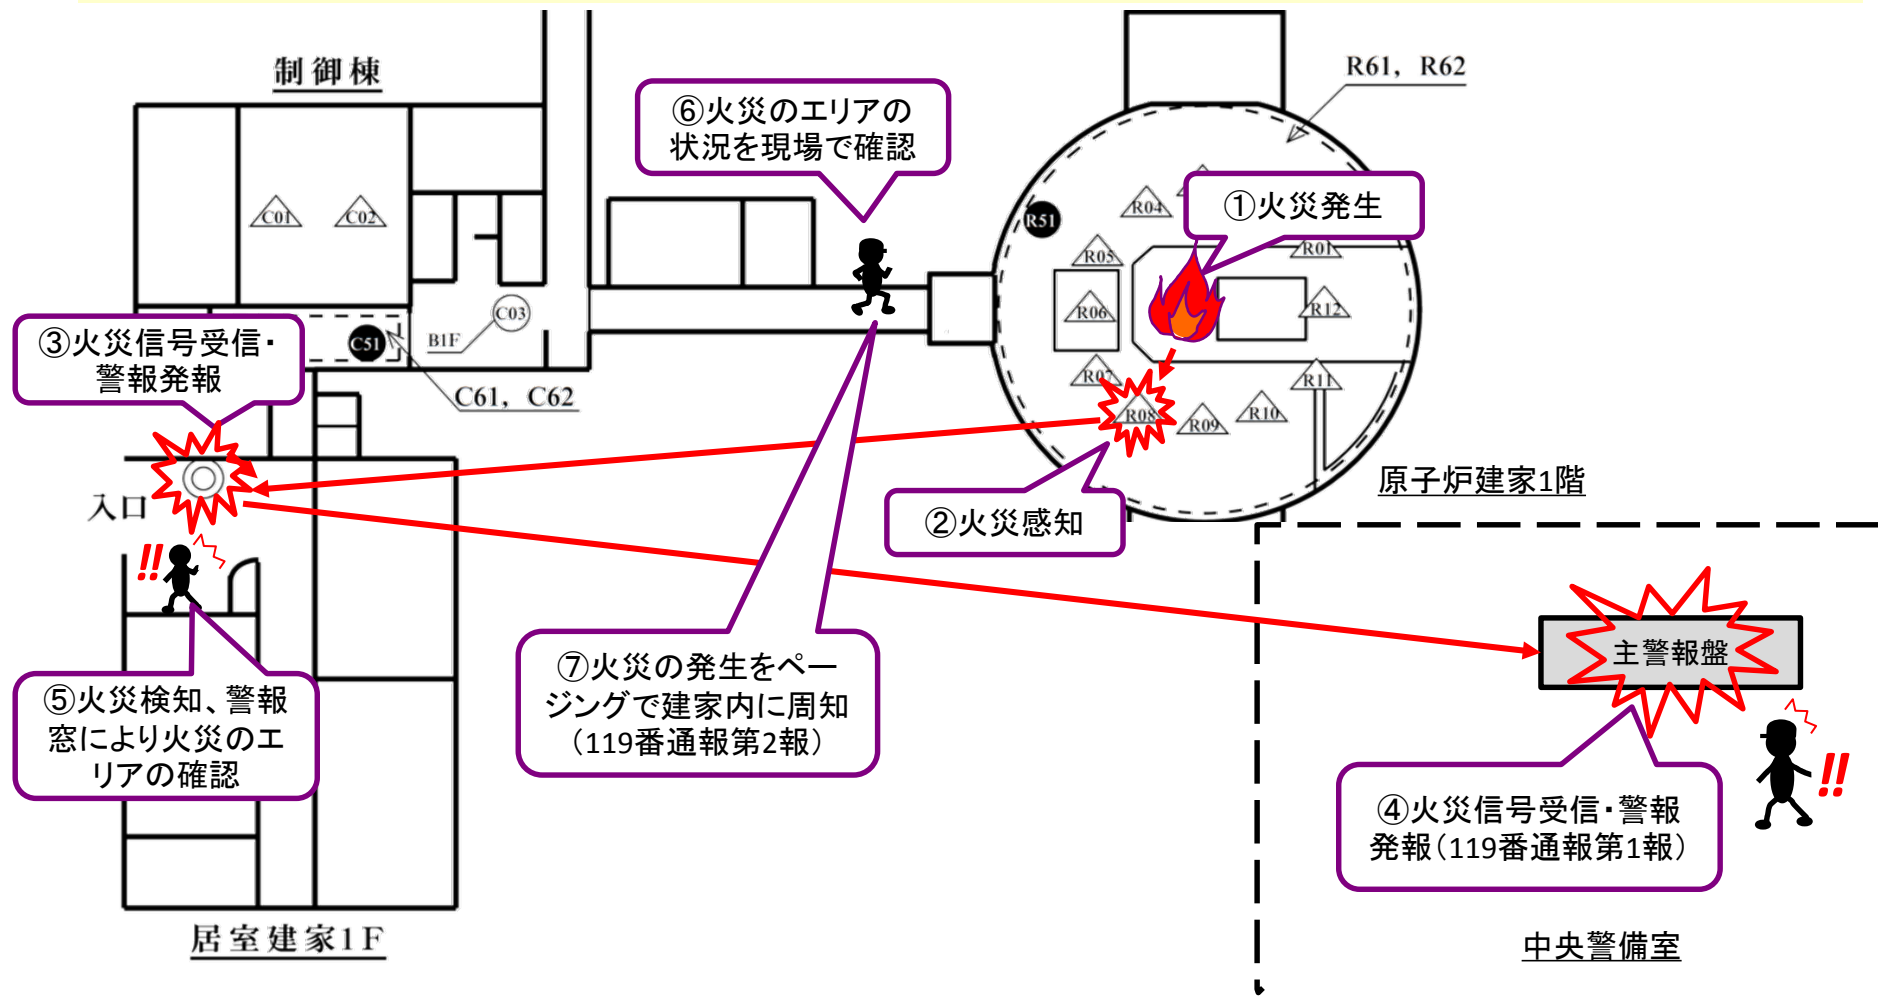 制御棟
R61, R62
⑥火災のエリアの
状況を現場で確認
①火災発生
C01
C02
R04
R51
R05
R01
R06
R12
C03
B1F
C51
③火災信号受信・
警報発報
C61, C62
R07
R11
R08
R09
R10
原子炉建家1階
入口
②火災感知
!!
主警報盤
⑦火災の発生をペー
ジングで建家内に周知
(119番通報第2報)
⑤火災検知、警報
窓により火災のエ
リアの確認
!!
④火災信号受信・警報
発報(119番通報第1報)
居室建家1F
中央警備室